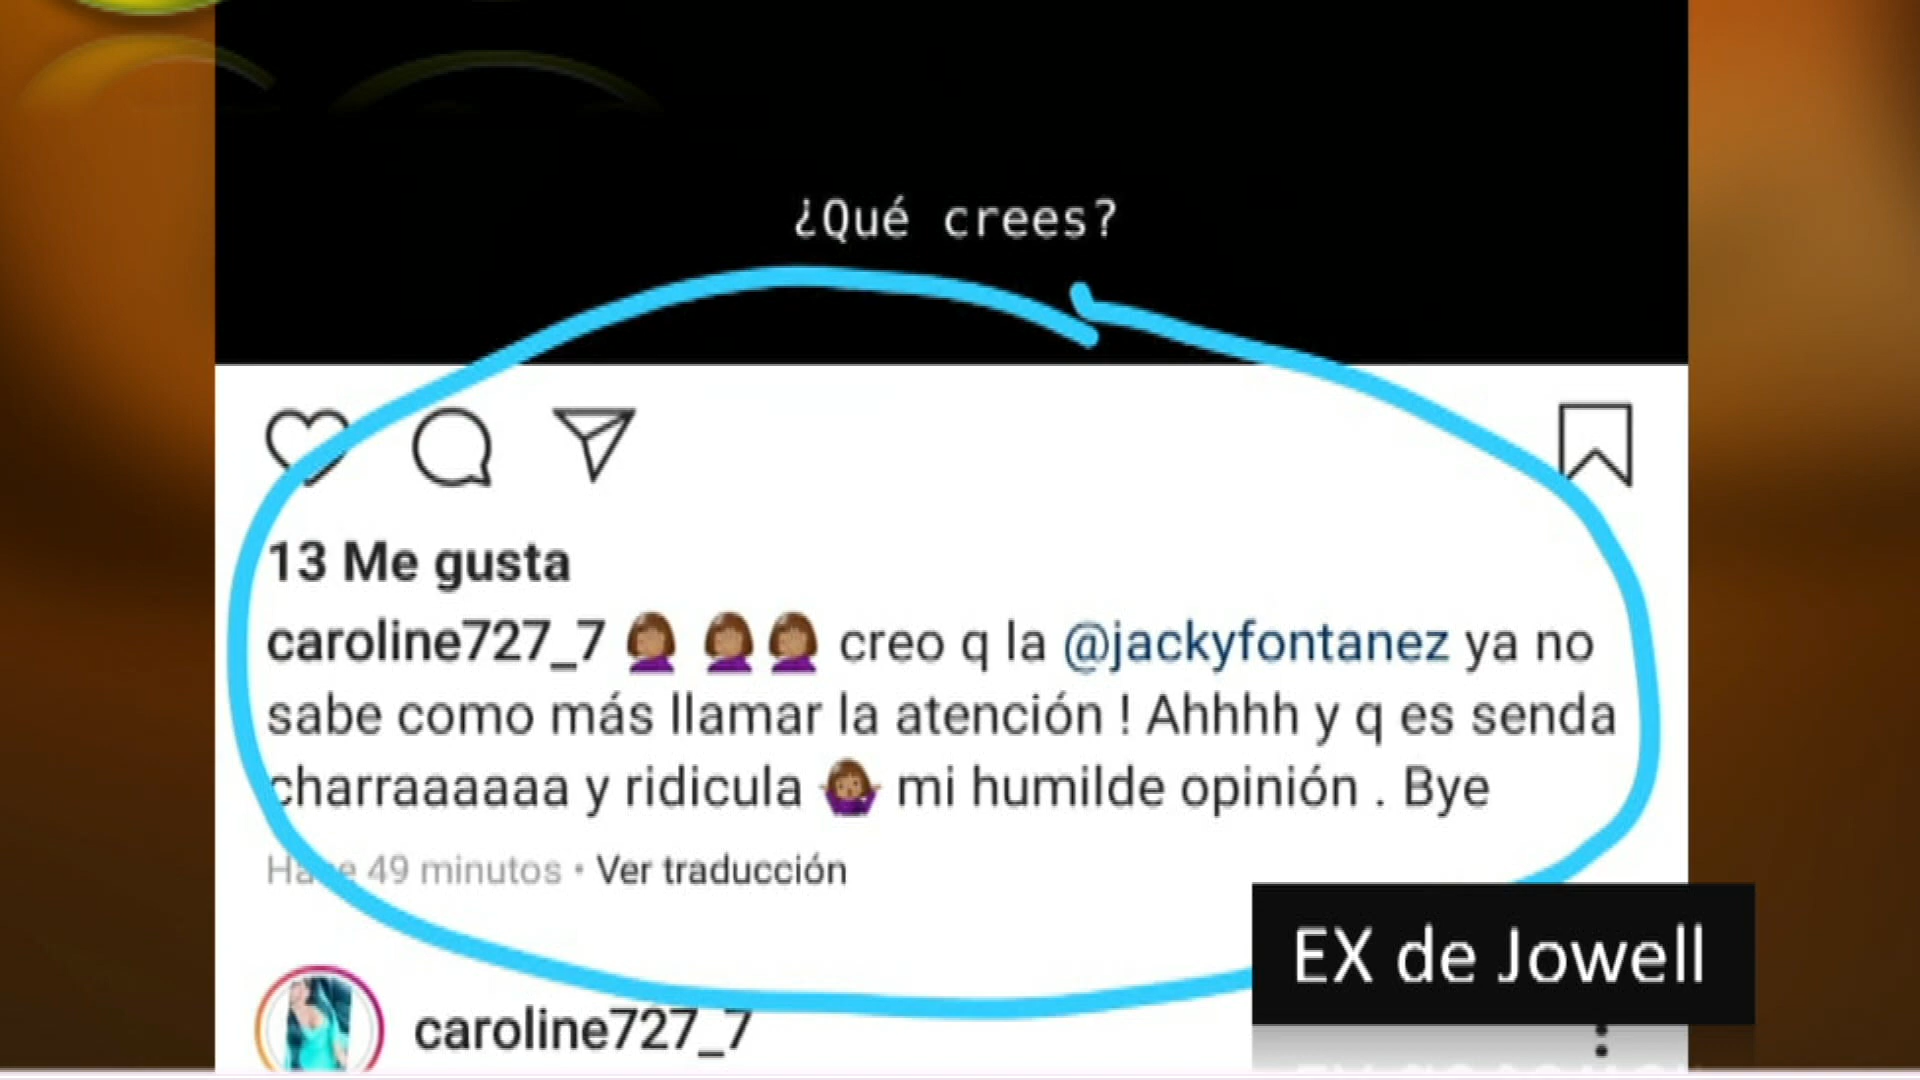 ¿Qué crees?
13 Me gusta
caroline727_7 🤦🏽‍♀️ 🤦🏽‍♀️ 🤦🏽‍♀️ creo q la @jackyfontanez ya no
sabe como más llamar la atención ! Ahhhh y q es senda
charraaaaaa y ridicula 🤷🏽‍♀️ mi humilde opinión . Bye
Hace 49 minutos • Ver traducción
EX de Jowell
caroline727_7